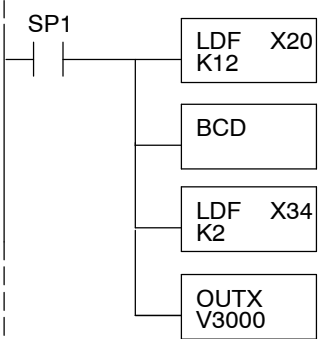 SP1
LDF X20
K12
BCD
LDF X34
K2
OUTX
V3000